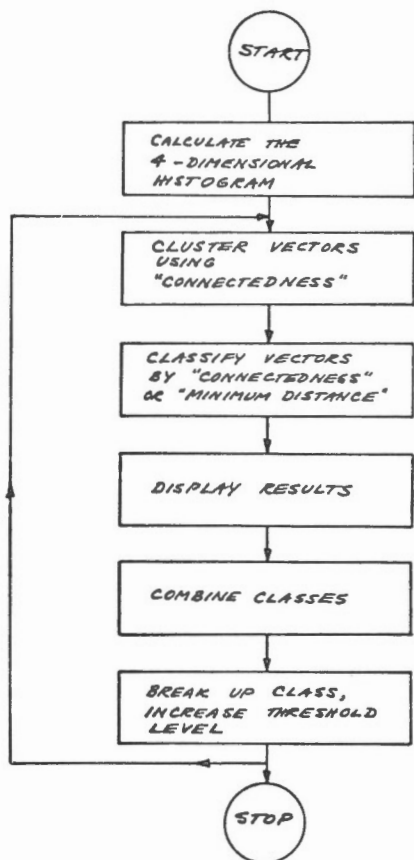 START
CALCULATE THE
4-DIMENSIONAL
HISTOGRAM
CLUSTER VECTORS
USING
"CONNECTEDNESS"
CLASSIFY VECTORS
BY "CONNECTEDNESS"
OR "MINIMUM DISTANCE"
DISPLAY RESULTS
COMBINE CLASSES
BREAK UP CLASS,
INCREASE THRESHOLD
LEVEL
STOP